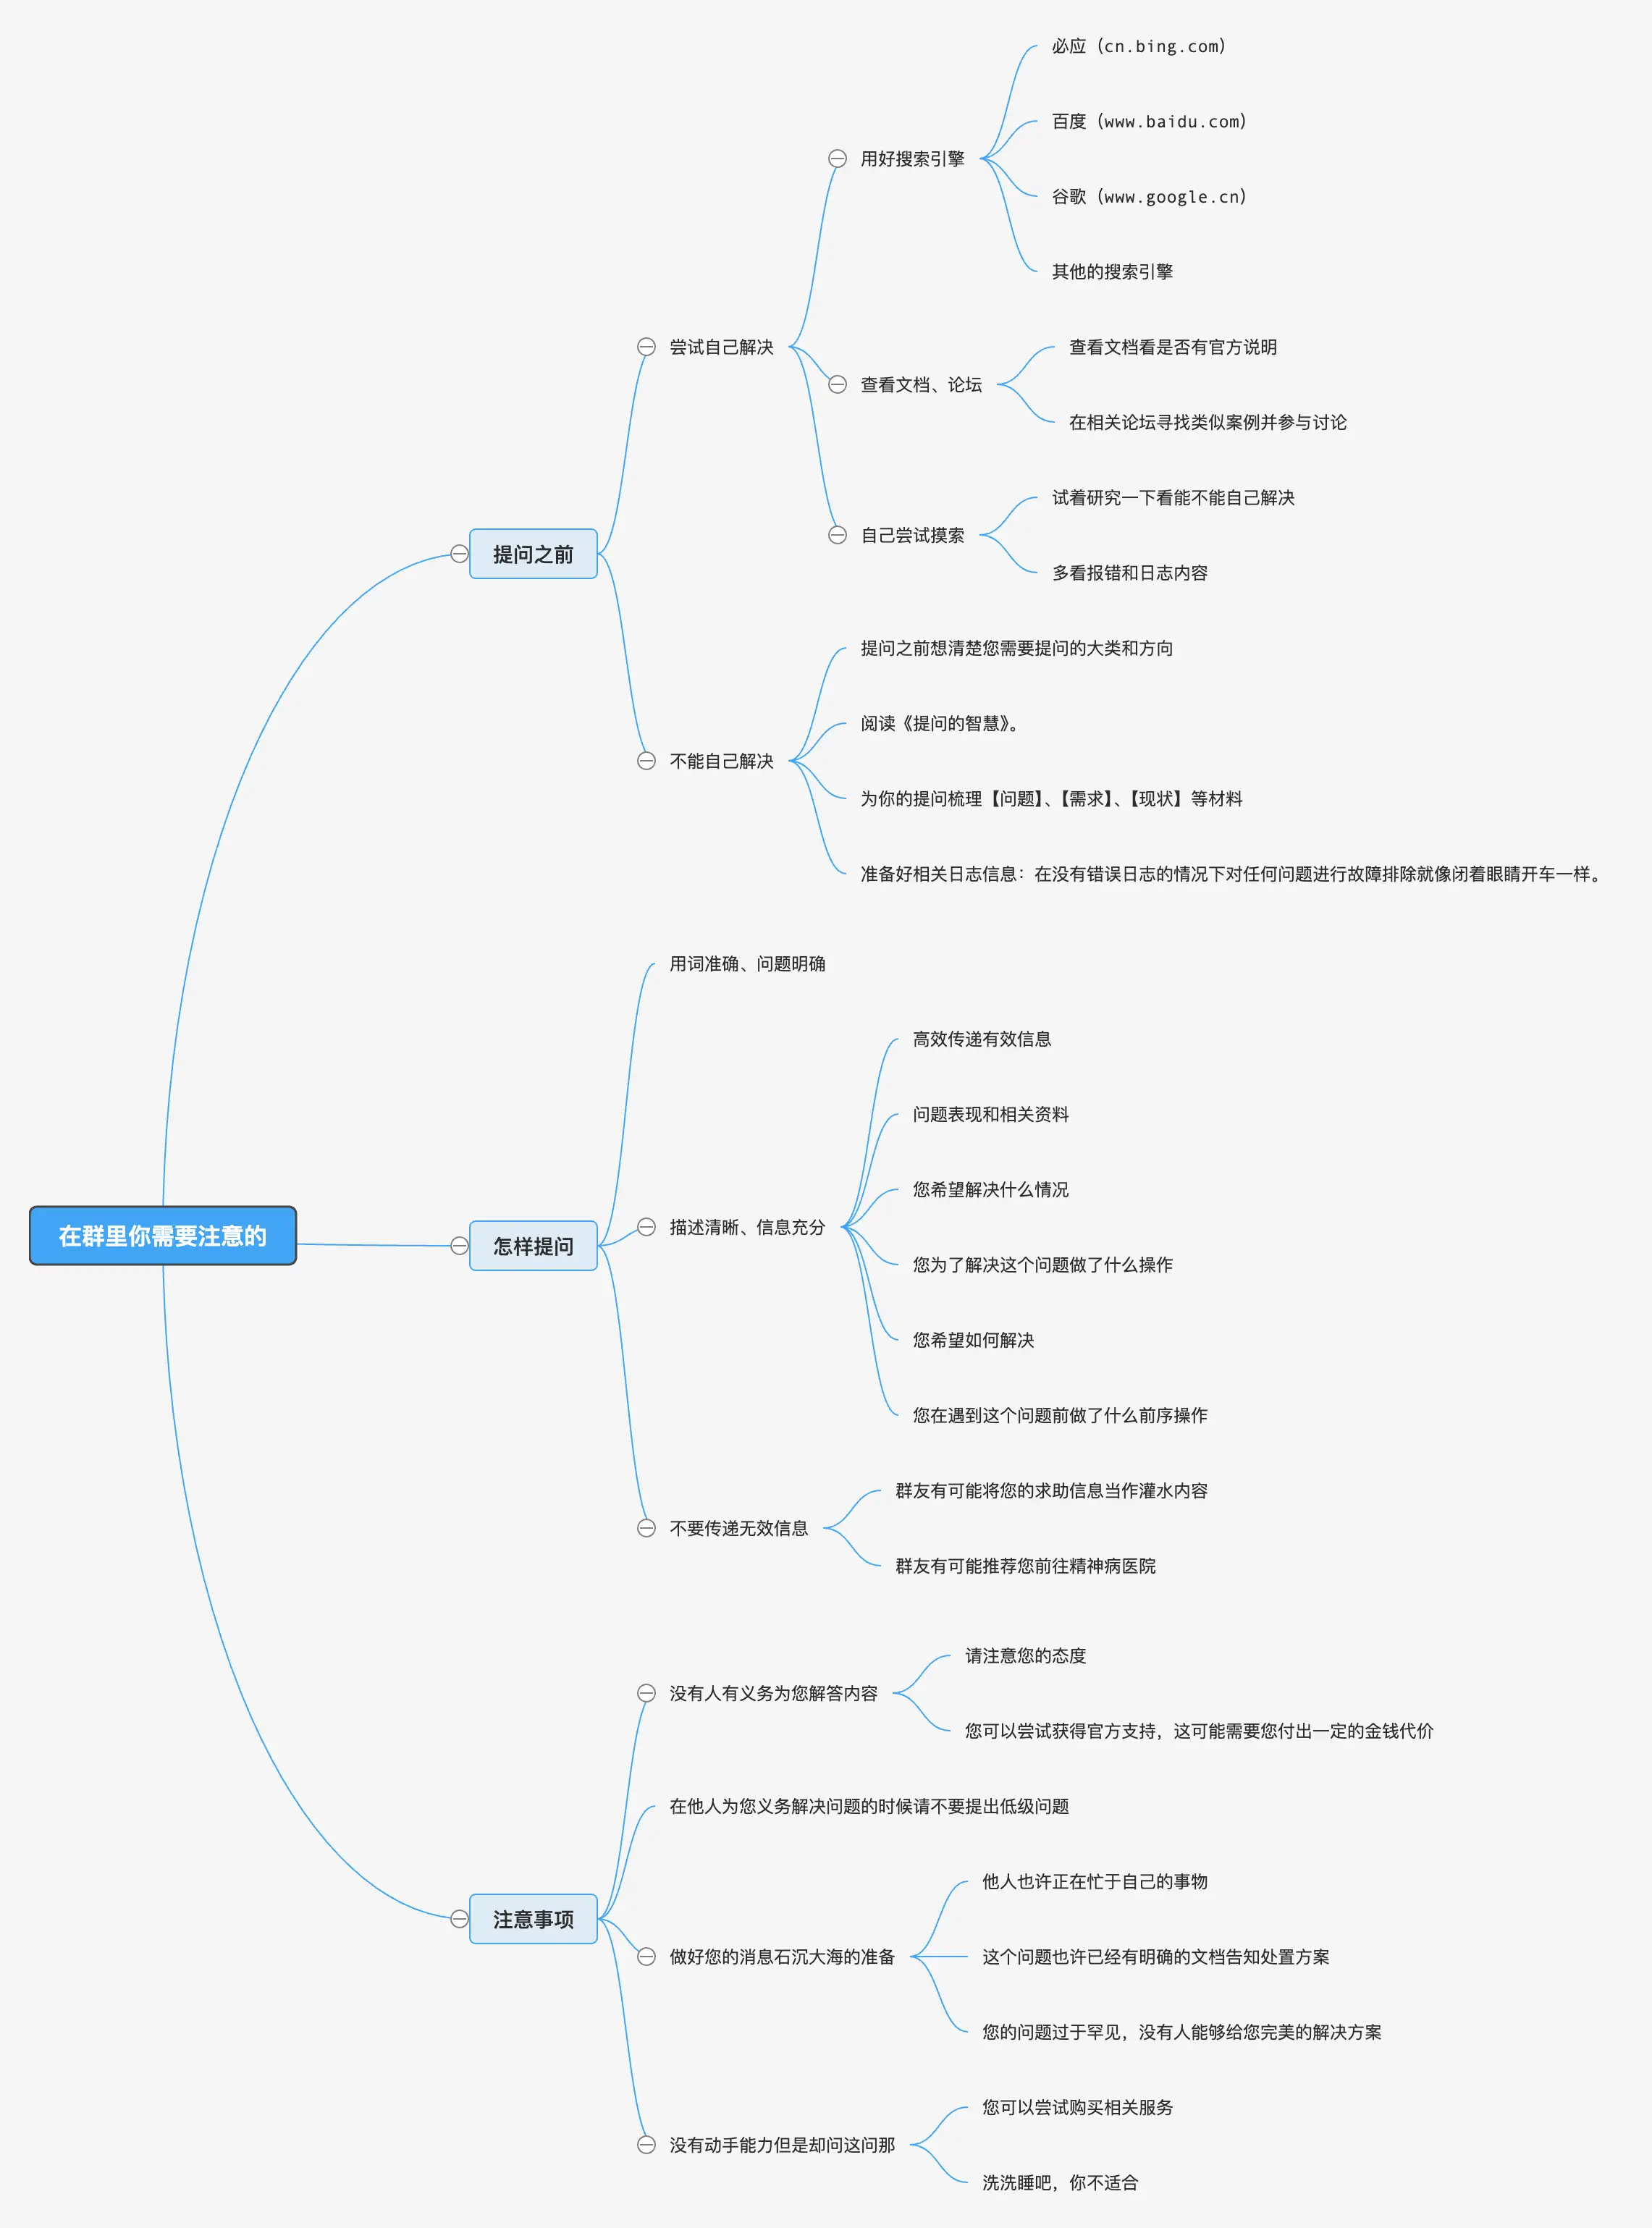 在群里你需要注意的
提问之前
尝试自己解决
用好搜索引擎
必应（cn.bing.com）
百度（www.baidu.com）
谷歌（www.google.cn）
其他的搜索引擎
查看文档、论坛
查看文档看是否有官方说明
在相关论坛寻找类似案例并参与讨论
自己尝试摸索
试着研究一下看能不能自己解决
多看报错和日志内容
不能自己解决
提问之前想清楚您需要提问的大类和方向
阅读《提问的智慧》。
为你的提问梳理【问题】、【需求】、【现状】等材料
准备好相关日志信息：在没有错误日志的情况下对任何问题进行故障排除就像闭着眼睛开车一样。
怎样提问
用词准确、问题明确
描述清晰、信息充分
高效传递有效信息
问题表现和相关资料
您希望解决什么情况
您为了解决这个问题做了什么操作
您希望如何解决
您在遇到这个问题前做了什么前序操作
不要传递无效信息
群友有可能将您的求助信息当作灌水内容
群友有可能推荐您前往精神病医院
注意事项
没有人有义务为您解答内容
请注意您的态度
您可以尝试获得官方支持，这可能需要您付出一定的金钱代价
在他人为您义务解决问题的时候请不要提出低级问题
做好您的消息石沉大海的准备
他人也许正在忙于自己的事物
这个问题也许已经有明确的文档告知处置方案
您的问题过于罕见，没有人能够给您完美的解决方案
没有动手能力但是却问这问那
您可以尝试购买相关服务
洗洗睡吧，你不适合